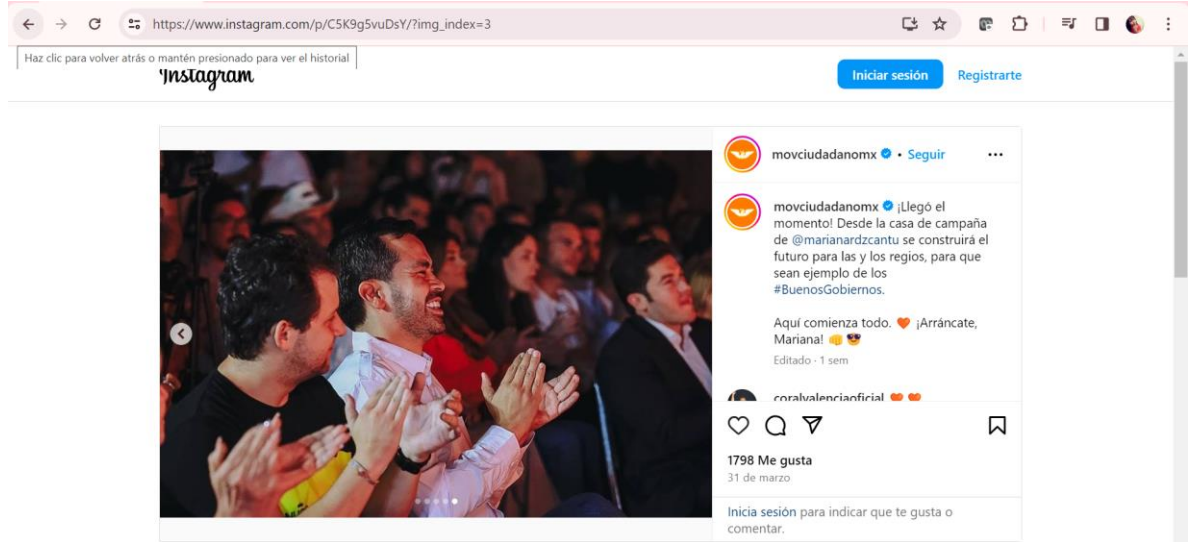 https://www.instagram.com/p/C5K9g5vuDsY/?img_index=3
Haz clic para volver atrás o mantén presionado para ver el historial
Instagram
Iniciar sesión
Registrarte
movciudadanomx • Seguir
movciudadanomx ¡Llegó el
momento! Desde la casa de campaña
de @marianardzcantu se construirá el
futuro para las y los regios, para que
sean ejemplo de los
#BuenosGobiernos.
Aquí comienza todo. 🧡 ¡Arráncate,
Mariana! 👊 😎
Editado · 1 sem
coralvalenciaoficial 🧡 🧡
1798 Me gusta
31 de marzo
Inicia sesión para indicar que te gusta o
comentar.